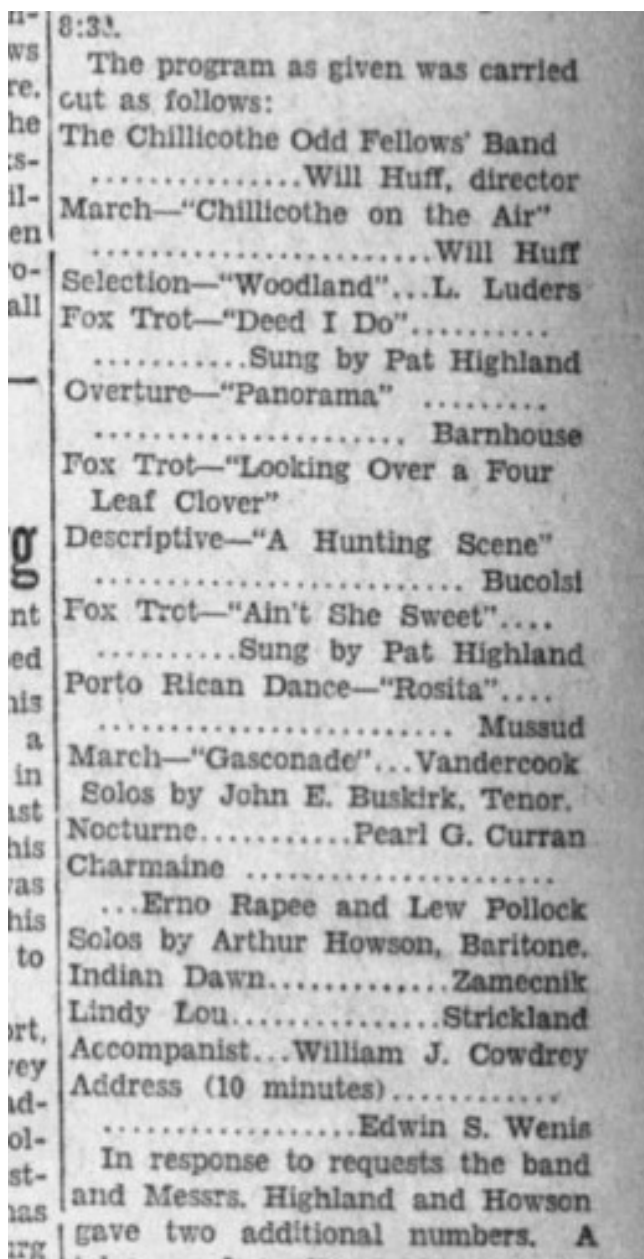 8:3
The program as given was carried
out as follows:
The Chillicothe Odd Fellows' Band
...............Will Huff, director
March—"Chillicothe on the Air"
........................Will Huff
Selection—"Woodland"...L. Luders
Fox Trot—"Deed I Do"..........
...........Sung by Pat Highland
Overture—"Panorama" .........
...................... Barnhouse
Fox Trot—"Looking Over a Four
Leaf Clover"
Descriptive—"A Hunting Scene"
.......................... Bucolsi
Fox Trot—"Ain't She Sweet"....
..........Sung by Pat Highland
Porto Rican Dance—"Rosita"....
......................... Mussud
March—"Gasconade"...Vandercook
Solos by John E. Buskirk, Tenor.
Nocturne...........Pearl G. Curran
Charmaine ......................
...Erno Rapee and Lew Pollock
Solos by Arthur Howson, Baritone.
Indian Dawn.............Zamecnik
Lindy Lou...............Strickland
Accompanist...William J. Cowdrey
Address (10 minutes)............
..................Edwin S. Wenis
In response to requests the band
and Messrs. Highland and Howson
gave two additional numbers. A